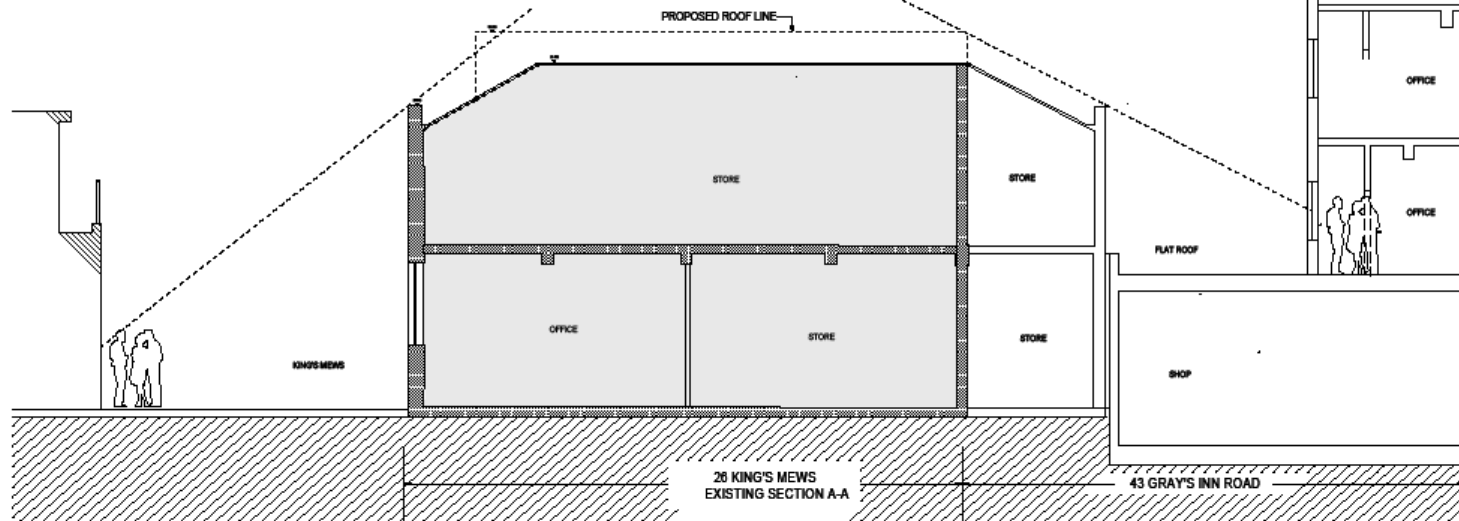 PROPOSED ROOF LINE
OFFICE
STORE
STORE
OFFICE
FLAT ROOF
OFFICE
STORE
STORE
KING'S MEWS
SHOP
26 KING'S MEWS
EXISTING SECTION A-A
43 GRAY'S INN ROAD